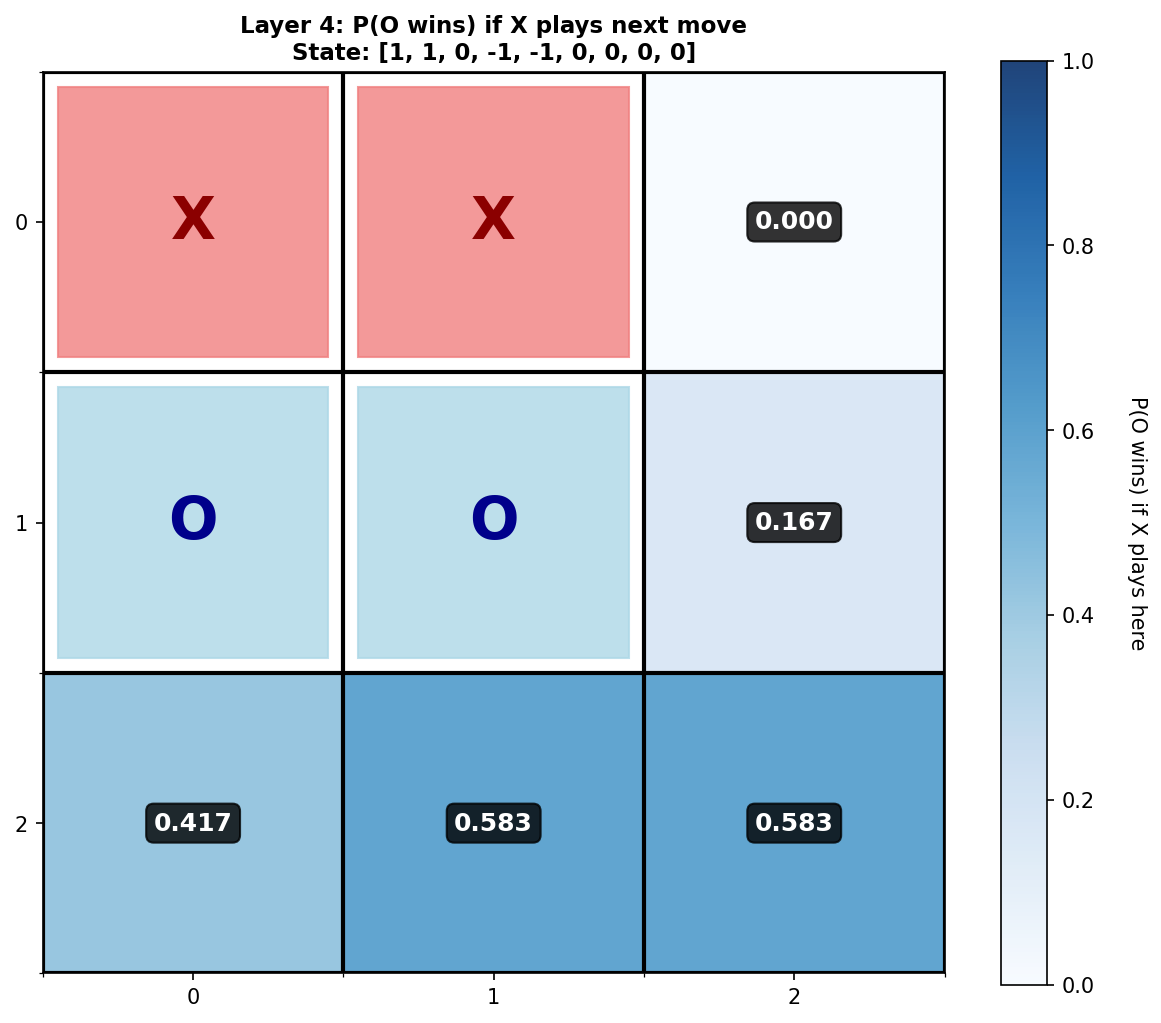 Layer 4: P(O wins) if X plays next move
State: [1, 1, 0, -1, -1, 0, 0, 0, 0]
0
X
X
0.000
1
O
O
0.167
2
0.417
0.583
0.583
0
1
2
1.0
0.8
0.6
0.4
0.2
0.0
P(O wins) if X plays here